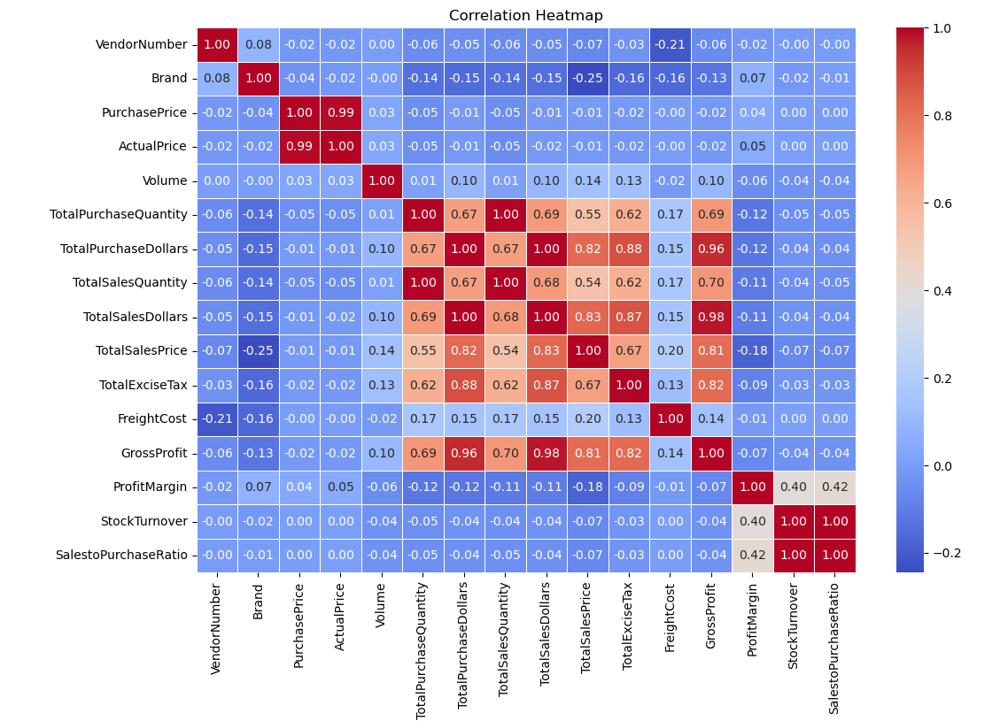 Correlation Heatmap
VendorNumber 1.00 0.08 -0.02 -0.02 0.00 -0.06 -0.05 -0.06 -0.05 -0.07 -0.03 -0.21 -0.06 -0.02 -0.00 -0.00
Brand 0.08 1.00 -0.04 -0.02 -0.00 -0.14 -0.15 -0.14 -0.15 -0.25 -0.16 -0.16 -0.13 0.07 -0.02 -0.01
PurchasePrice -0.02 -0.04 1.00 0.99 0.03 -0.05 -0.01 -0.05 -0.01 -0.01 -0.02 -0.00 -0.02 0.04 0.00 0.00
ActualPrice -0.02 -0.02 0.99 1.00 0.03 -0.05 -0.01 -0.05 -0.02 -0.01 -0.02 -0.00 -0.02 0.05 0.00 0.00
Volume 0.00 -0.00 0.03 0.03 1.00 0.01 0.10 0.01 0.10 0.14 0.13 -0.02 0.10 -0.06 -0.04 -0.04
TotalPurchaseQuantity -0.06 -0.14 -0.05 -0.05 0.01 1.00 0.67 1.00 0.69 0.55 0.62 0.17 0.69 -0.12 -0.05 -0.05
TotalPurchaseDollars -0.05 -0.15 -0.01 -0.01 0.10 0.67 1.00 0.67 1.00 0.82 0.88 0.15 0.96 -0.12 -0.04 -0.04
TotalSalesQuantity -0.06 -0.14 -0.05 -0.05 0.01 1.00 0.67 1.00 0.68 0.54 0.62 0.17 0.70 -0.11 -0.04 -0.05
TotalSalesDollars -0.05 -0.15 -0.01 -0.02 0.10 0.69 1.00 0.68 1.00 0.83 0.87 0.15 0.98 -0.11 -0.04 -0.04
TotalSalesPrice -0.07 -0.25 -0.01 -0.01 0.14 0.55 0.82 0.54 0.83 1.00 0.67 0.20 0.81 -0.18 -0.07 -0.07
TotalExciseTax -0.03 -0.16 -0.02 -0.02 0.13 0.62 0.88 0.62 0.87 0.67 1.00 0.13 0.82 -0.09 -0.03 -0.03
FreightCost -0.21 -0.16 -0.00 -0.00 -0.02 0.17 0.15 0.17 0.15 0.20 0.13 1.00 0.14 -0.01 0.00 0.00
GrossProfit -0.06 -0.13 -0.02 -0.02 0.10 0.69 0.96 0.70 0.98 0.81 0.82 0.14 1.00 -0.07 -0.04 -0.04
ProfitMargin -0.02 0.07 0.04 0.05 -0.06 -0.12 -0.12 -0.11 -0.11 -0.18 -0.09 -0.01 -0.07 1.00 0.40 0.42
StockTurnover -0.00 -0.02 0.00 0.00 -0.04 -0.05 -0.04 -0.04 -0.04 -0.07 -0.03 0.00 -0.04 0.40 1.00 1.00
SalestoPurchaseRatio -0.00 -0.01 0.00 0.00 -0.04 -0.05 -0.04 -0.05 -0.04 -0.07 -0.03 0.00 -0.04 0.42 1.00 1.00
VendorNumber
Brand
PurchasePrice
ActualPrice
Volume
TotalPurchaseQuantity
TotalPurchaseDollars
TotalSalesQuantity
TotalSalesDollars
TotalSalesPrice
TotalExciseTax
FreightCost
GrossProfit
ProfitMargin
StockTurnover
SalestoPurchaseRatio
1.0
0.8
0.6
0.4
0.2
0.0
−0.2